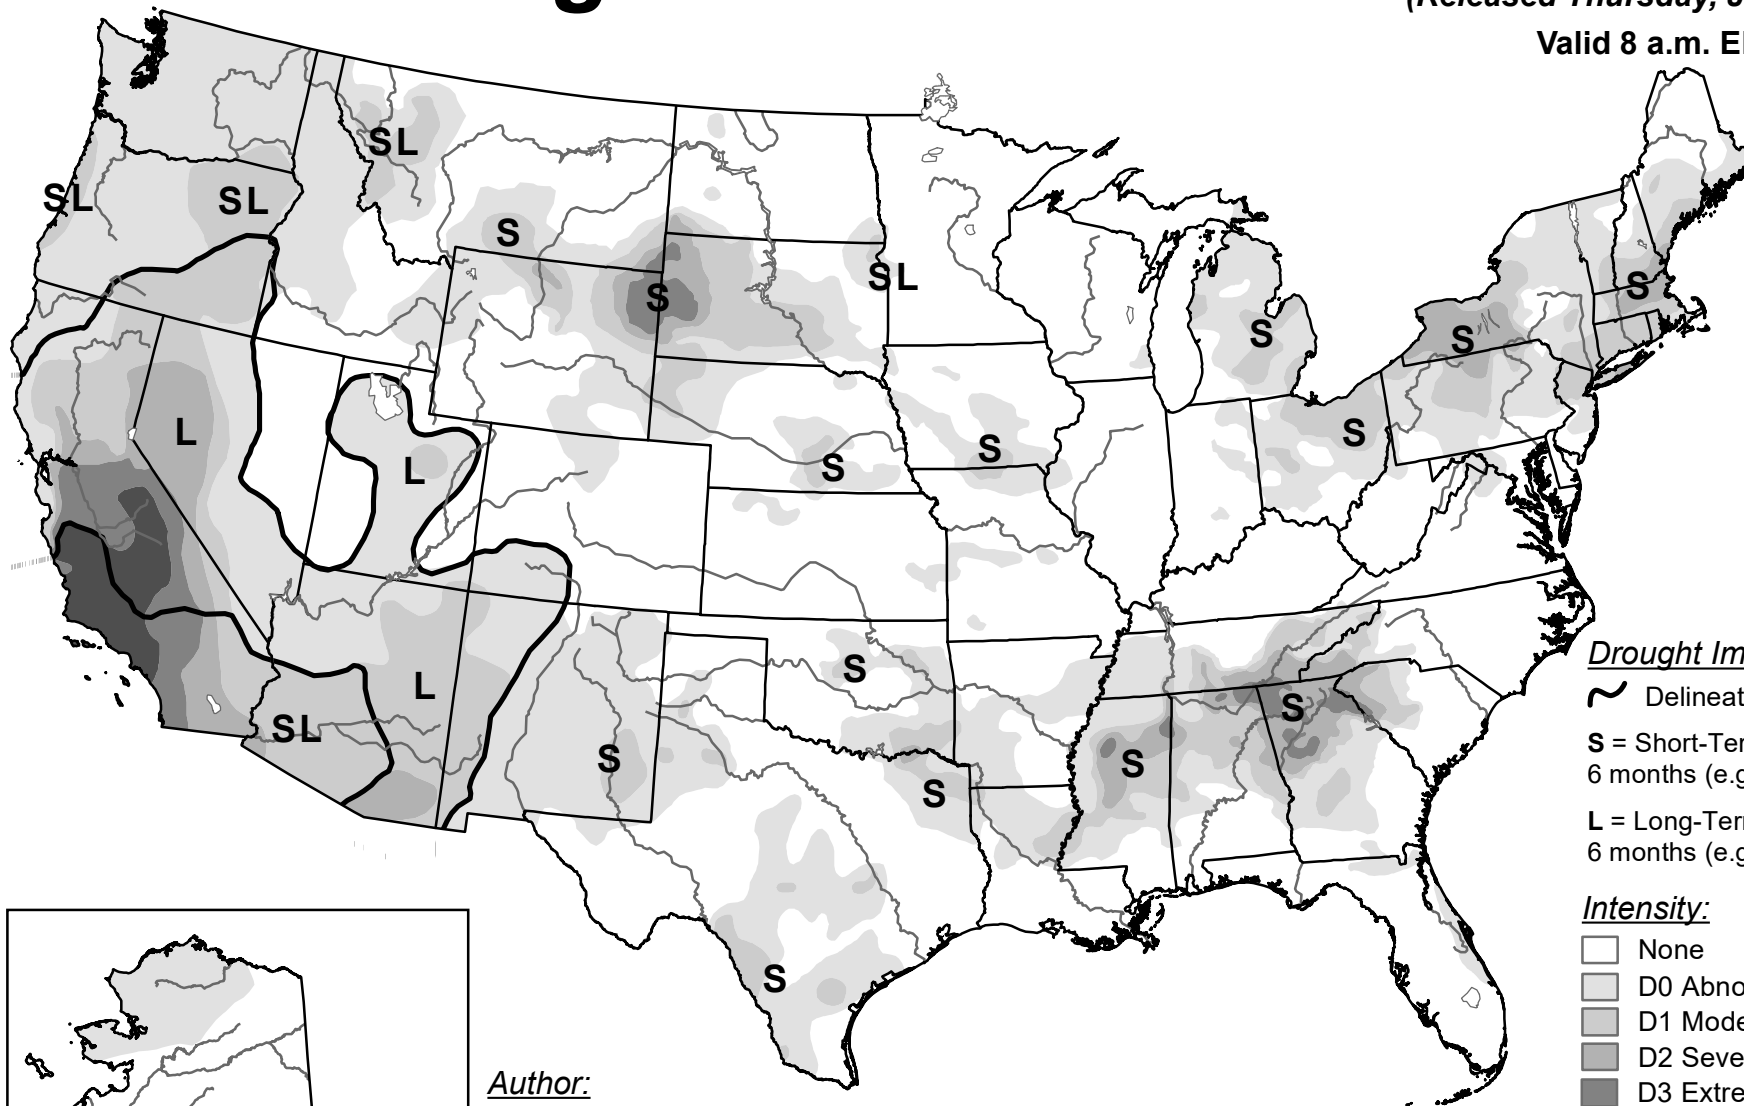 g
(Released Thursday, J
Valid 8 a.m. E
SL
SL
SL
S
S
SL
S
S
S
S
L
L
S
S
S
S
L
SL
S
S
S
S
S
Drought Im
Delineat
S = Short-Ter
6 months (e.g
L = Long-Ter
6 months (e.g
Intensity:
None
D0 Abno
D1 Mode
D2 Seve
D3 Extre
Author: